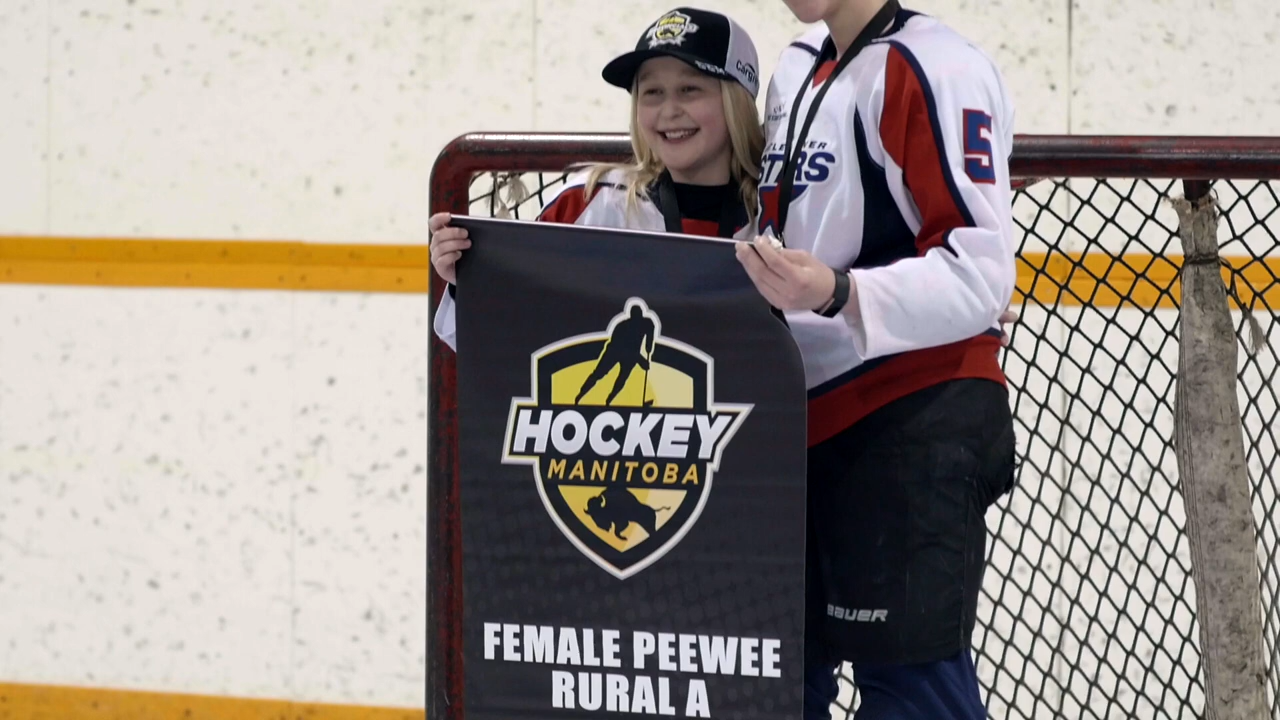 STARS
5
HOCKEY
MANITOBA
BAUER
FEMALE PEEWEE
RURAL A